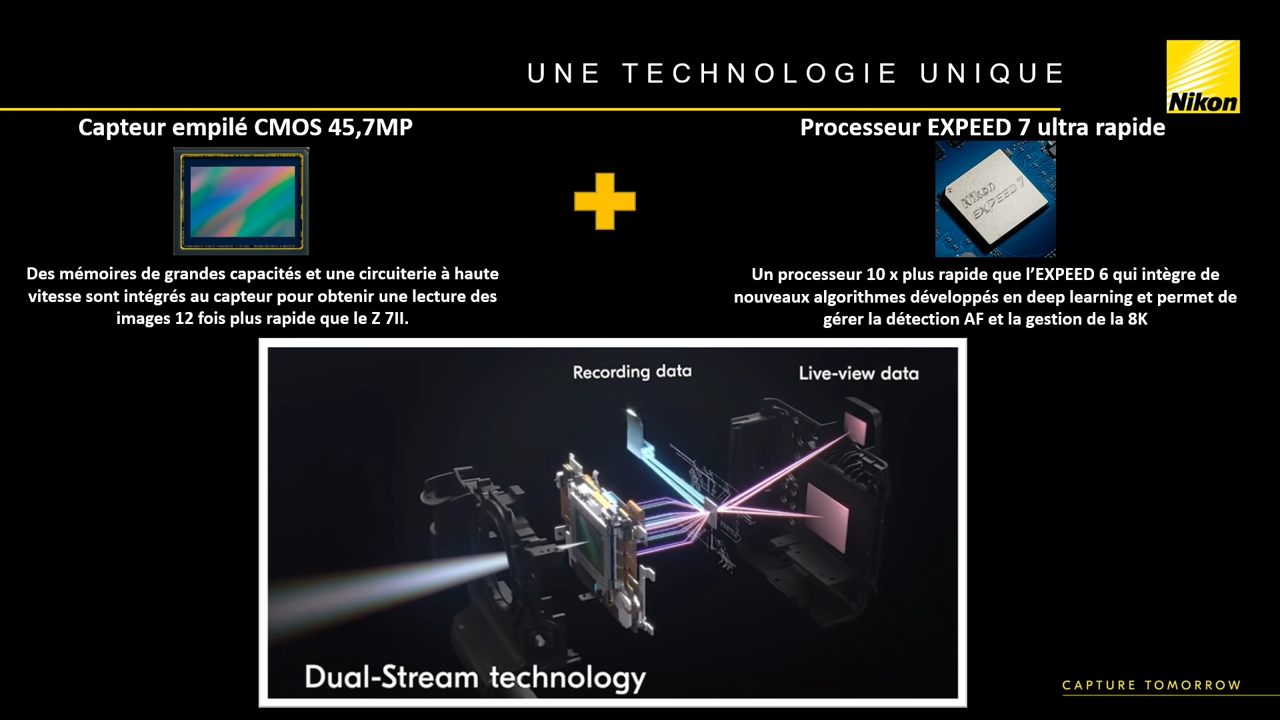 UNE TECHNOLOGIE UNIQUE
Nikon
Capteur empilé CMOS 45,7MP
Processeur EXPEED 7 ultra rapide
Nikon
EXPEED 7
Des mémoires de grandes capacités et une circuiterie à haute
vitesse sont intégrés au capteur pour obtenir une lecture des
images 12 fois plus rapide que le Z 7II.
Un processeur 10 x plus rapide que l'EXPEED 6 qui intègre de
nouveaux algorithmes développés en deep learning et permet de
gérer la détection AF et la gestion de la 8K
Recording data
Live-view data
Dual-Stream technology
CAPTURE TOMORROW